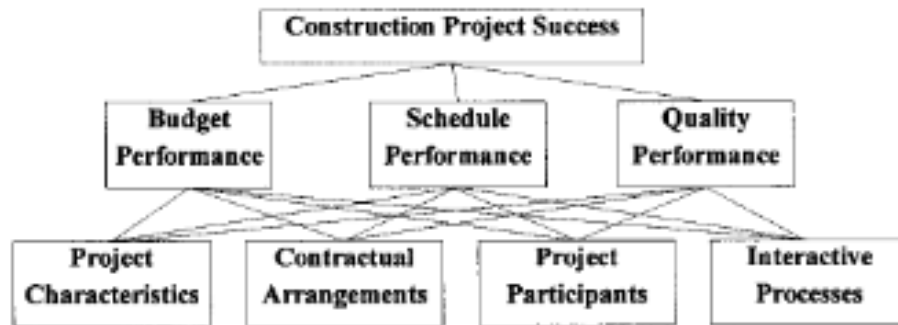 Construction Project Success
Budget
Performance
Schedule
Performance
Quality
Performance
Project
Characteristics
Contractual
Arrangements
Project
Participants
Interactive
Processes